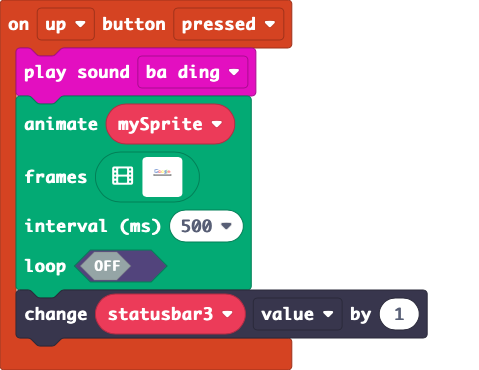 on up button pressed
play sound ba ding
animate mySprite
frames Google
interval (ms) 500
loop OFF
change statusbar3 value by 1